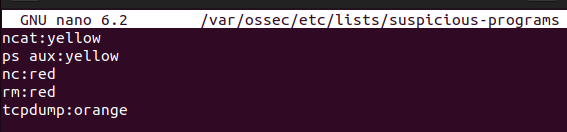 GNU nano 6.2 /var/ossec/etc/lists/suspicious-programs
ncat:yellow
ps aux:yellow
nc:red
rm:red
tcpdump:orange